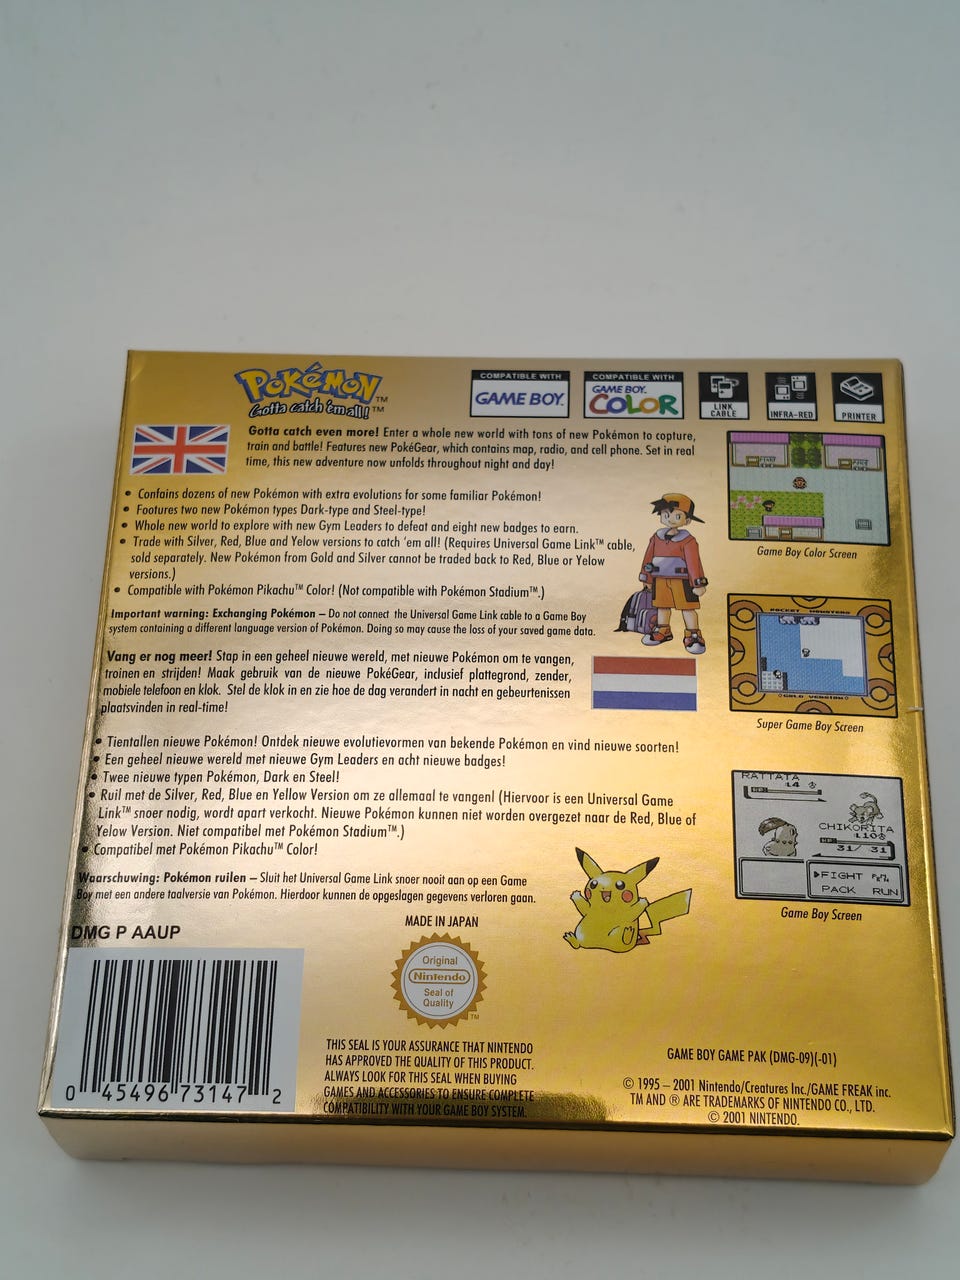 POKéMON™
Gotta catch 'em all!™
COMPATIBLE WITH
GAME BOY™
COMPATIBLE WITH
GAME BOY™
COLOR
LINK
CABLE
INFRA-RED
PRINTER
Gotta catch even more! Enter a whole new world with tons of new Pokémon to capture,
train and battle! Features new PokéGear, which contains map, radio, and cell phone. Set in real
time, this new adventure now unfolds throughout night and day!
• Confains dozens of new Pokémon with extra evolutions for some familiar Pokémon!
• Footures two new Pokémon types Dark-type and Steel-type!
• Whole new world to explore with new Gym Leaders to defeat and eight new badges to earn.
• Trade with Silver, Red, Blue and Yelow versions to catch 'em all! (Requires Universal Game Link™ cable,
sold separately. New Pokémon from Gold and Silver cannot be traded back to Red, Blue or Yelow
versions.)
• Compatible with Pokémon Pikachu™ Color! (Not compatible with Pokémon Stadium™.)
Important warning: Exchanging Pokémon – Do not connect the Universal Game Link cable to a Game Boy
system containing a different language version of Pokémon. Doing so may cause the loss of your saved game data.
Game Boy Color Screen
POCKET MONSTERS
GOLD VERSION
Super Game Boy Screen
Vang er nog meer! Stap in een geheel nieuwe wereld, met nieuwe Pokémon om te vangen,
troinen en strijden! Maak gebruik van de nieuwe PokéGear, inclusief plattegrond, zender,
mobiele telefoon en klok. Stel de klok in en zie hoe de dag verandert in nacht en gebeurtenissen
plaatsvinden in real-time!
• Tientallen nieuwe Pokémon! Ontdek nieuwe evolutievormen van bekende Pokémon en vind nieuwe soorten!
• Een geheel nieuwe wereld met nieuwe Gym Leaders en acht nieuwe badges!
• Twee nieuwe typen Pokémon, Dark en Steel!
• Ruil met de Silver, Red, Blue en Yellow Version om ze allemaal te vangenl (Hiervoor is een Universal Game
Link™ snoer nodig, wordt apart verkocht. Nieuwe Pokémon kunnen niet worden overgezet naar de Red, Blue of
Yelow Version. Niet compatibel met Pokémon Stadium™.)
• Compatibel met Pokémon Pikachu™ Color!
Waarschuwing: Pokémon ruilen – Sluit het Universal Game Link snoer nooit aan op een Game
Boy met een andere taalversie van Pokémon. Hierdoor kunnen de opgeslagen gegevens verloren gaan.
RATTATA
L4
HP:
CHIKORITA
L10
HP:
31/ 31
▶FIGHT PKMN
PACK RUN
Game Boy Screen
DMG P AAUP
0 45496 73147 2
MADE IN JAPAN
Original
Nintendo
Seal of
Quality
TM
THIS SEAL IS YOUR ASSURANCE THAT NINTENDO
HAS APPROVED THE QUALITY OF THIS PRODUCT.
ALWAYS LOOK FOR THIS SEAL WHEN BUYING
GAMES AND ACCESSORIES TO ENSURE COMPLETE
COMPATIBILITY WITH YOUR GAME BOY SYSTEM.
GAME BOY GAME PAK (DMG-09)(-01)
© 1995 – 2001 Nintendo/Creatures Inc./GAME FREAK inc.
TM AND ® ARE TRADEMARKS OF NINTENDO CO., LTD.
© 2001 NINTENDO.